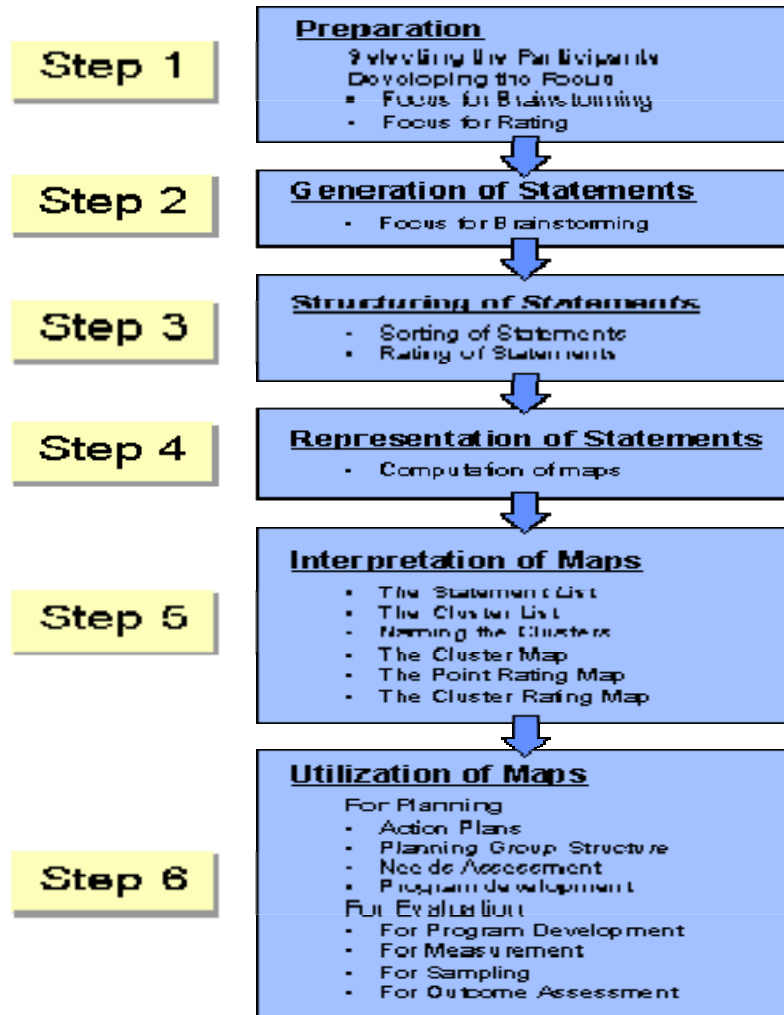 Step 1
Preparation
Selecting the Participants
Developing the Focus
- Focus for Brainstorming
- Focus for Rating
Step 2
Generation of Statements
- Focus for Brainstorming
Step 3
Structuring of Statements
- Sorting of Statements
- Rating of Statements
Step 4
Representation of Statements
- Computation of maps
Step 5
Interpretation of Maps
- The Statement List
- The Cluster List
- Naming the Clusters
- The Cluster Map
- The Point Rating Map
- The Cluster Rating Map
Step 6
Utilization of Maps
For Planning
- Action Plans
- Planning Group Structure
- Needs Assessment
- Program development
For Evaluation
- For Program Development
- For Measurement
- For Sampling
- For Outcome Assessment